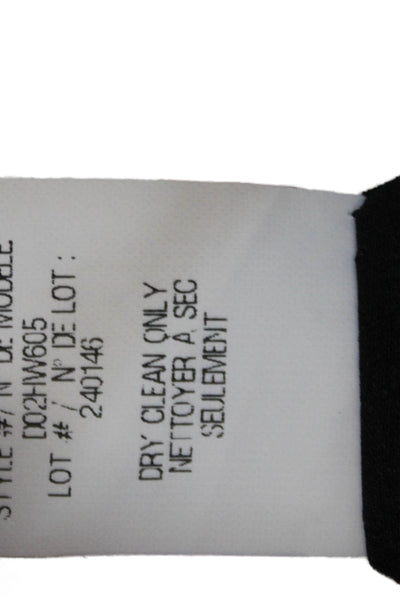 STYLE #/ N° DE MODELE
D02HW605
LOT # / N° DE LOT :
240146
DRY CLEAN ONLY
NETTOYER A SEC
SEULEMENT